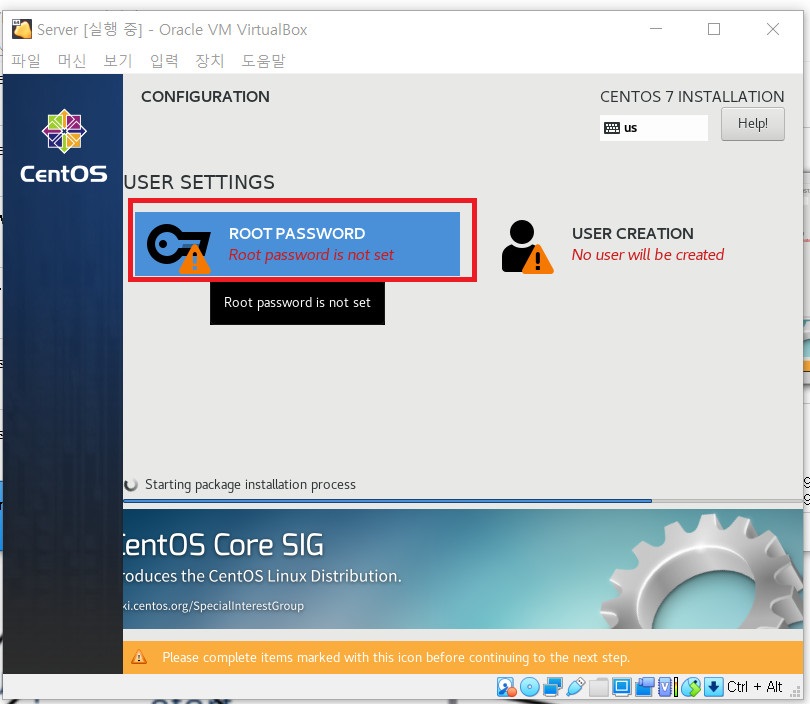 Server [실행 중] - Oracle VM VirtualBox
파일 머신 보기 입력 장치 도움말
CentOS
CONFIGURATION
CENTOS 7 INSTALLATION
us
Help!
USER SETTINGS
ROOT PASSWORD
Root password is not set
USER CREATION
No user will be created
Root password is not set
Starting package installation process
CentOS Core SIG
roduces the CentOS Linux Distribution.
ki.centos.org/SpecialInterestGroup
Please complete items marked with this icon before continuing to the next step.
Ctrl + Alt